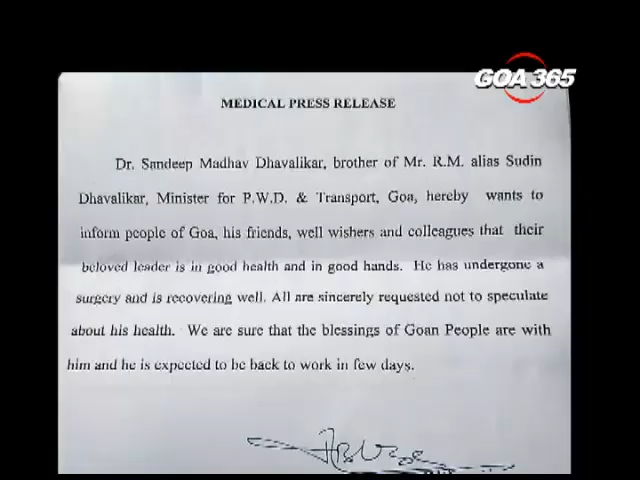 GOA 365
MEDICAL PRESS RELEASE
Dr. Sandeep Madhav Dhavalikar, brother of Mr. R.M. alias Sudin
Dhavalikar, Minister for P.W.D. & Transport, Goa, hereby wants to
inform people of Goa, his friends, well wishers and colleagues that their
beloved leader is in good health and in good hands. He has undergone a
surgery and is recovering well. All are sincerely requested not to speculate
about his health. We are sure that the blessings of Goan People are with
him and he is expected to be back to work in few days.